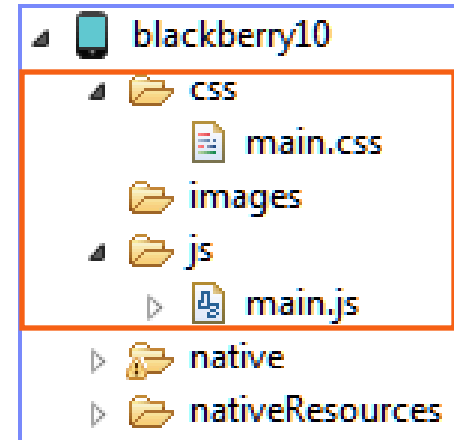 blackberry10
css
main.css
images
js
main.js
native
nativeResources